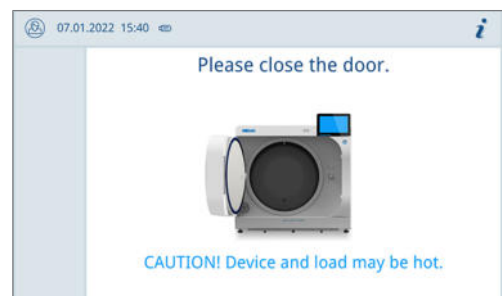 07.01.2022 15:40
i
Please close the door.
CAUTION! Device and load may be hot.